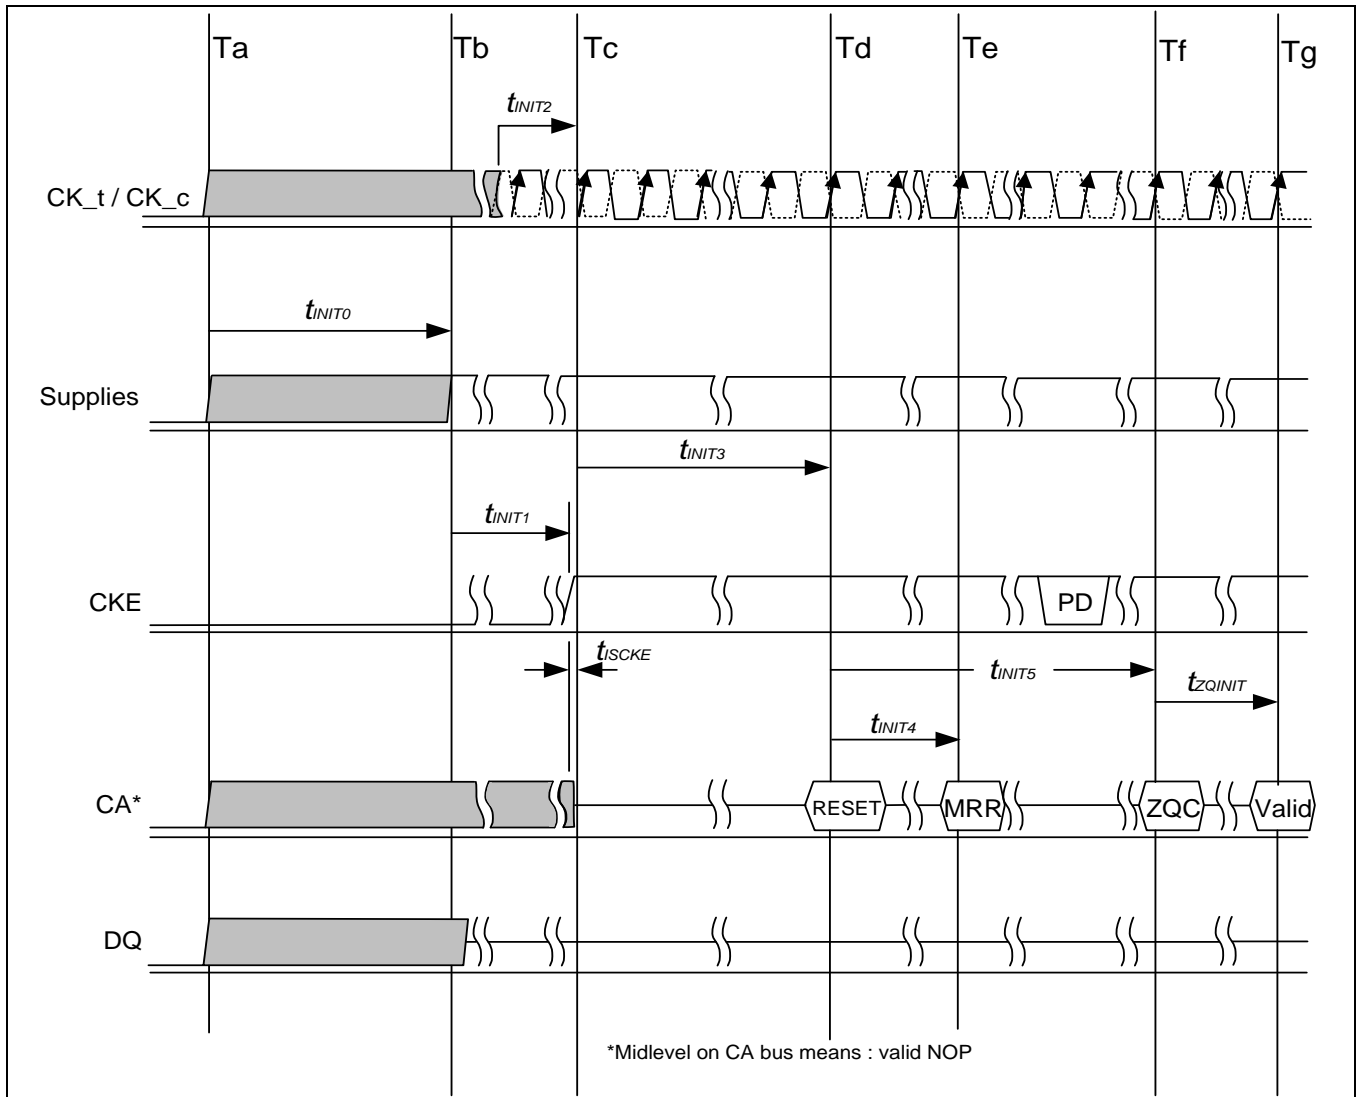 Ta Tb Tc Td Te Tf Tg
tINIT2
CK_t / CK_c
tINIT0
Supplies
tINIT3
tINIT1
CKE
PD
tISCKE
tINIT5
tZQINIT
tINIT4
CA*
RESET MRR ZQC Valid
DQ
*Midlevel on CA bus means : valid NOP